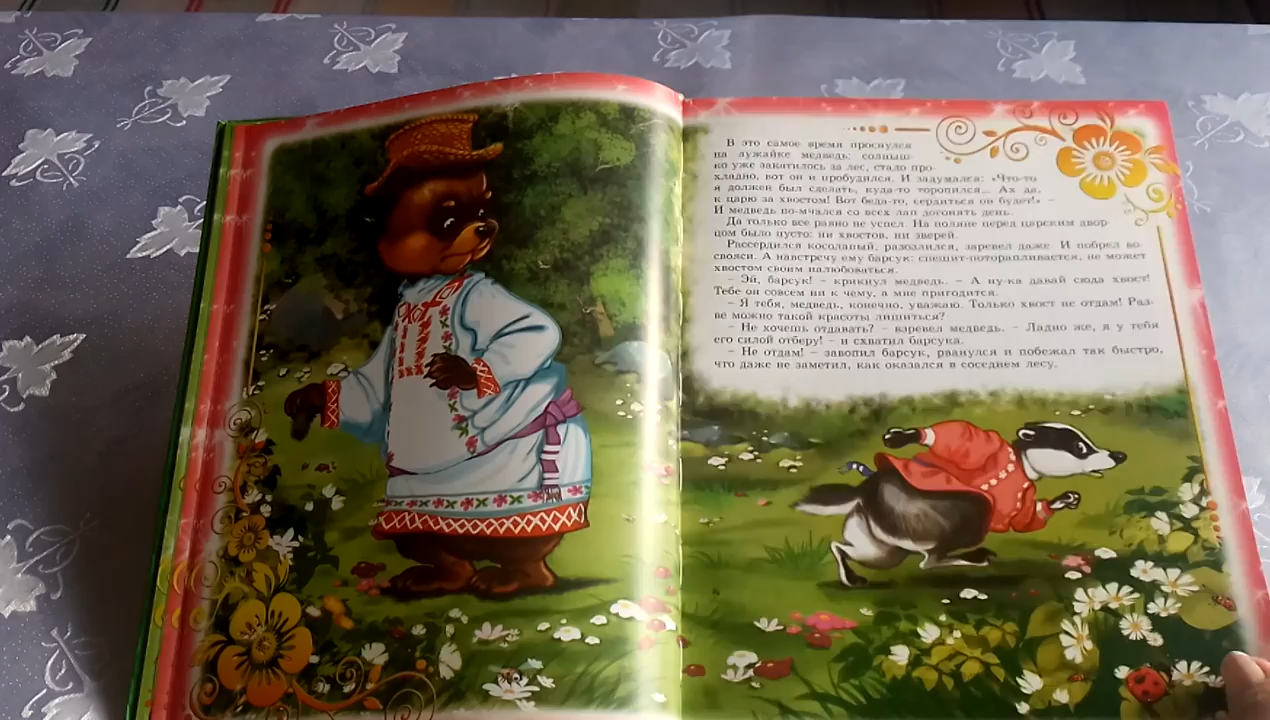 В это самое время проснулся
на лужайке медведь: солныш-
ко уже закатилось за лес, стало про-
хладно, вот он и пробудился. И задумался: «Что-то
я должен был сделать, куда-то торопился... Ах да,
к царю за хвостом! Вот беда-то, сердиться он будет!» –
И медведь по-мчался со всех лап догонять день.
Да только все равно не успел. На поляне перед царским двор-
цом было пусто: ни хвостов, ни зверей.
Рассердился косолапый, разозлился, заревел даже. И побрел во-
свояси. А навстречу ему барсук: спешит-поторапливается, не может
хвостом своим налюбоваться.
– Эй, барсук! – крикнул медведь. – А ну-ка давай сюда хвост!
Тебе он совсем ни к чему, а мне пригодится.
– Я тебя, медведь, конечно, уважаю. Только хвост не отдам! Раз-
ве можно такой красоты лишиться?
– Не хочешь отдавать? – взревел медведь. – Ладно же, я у тебя
его силой отберу! – и схватил барсука.
– Не отдам! – завопил барсук, рванулся и побежал так быстро,
что даже не заметил, как оказался в соседнем лесу.